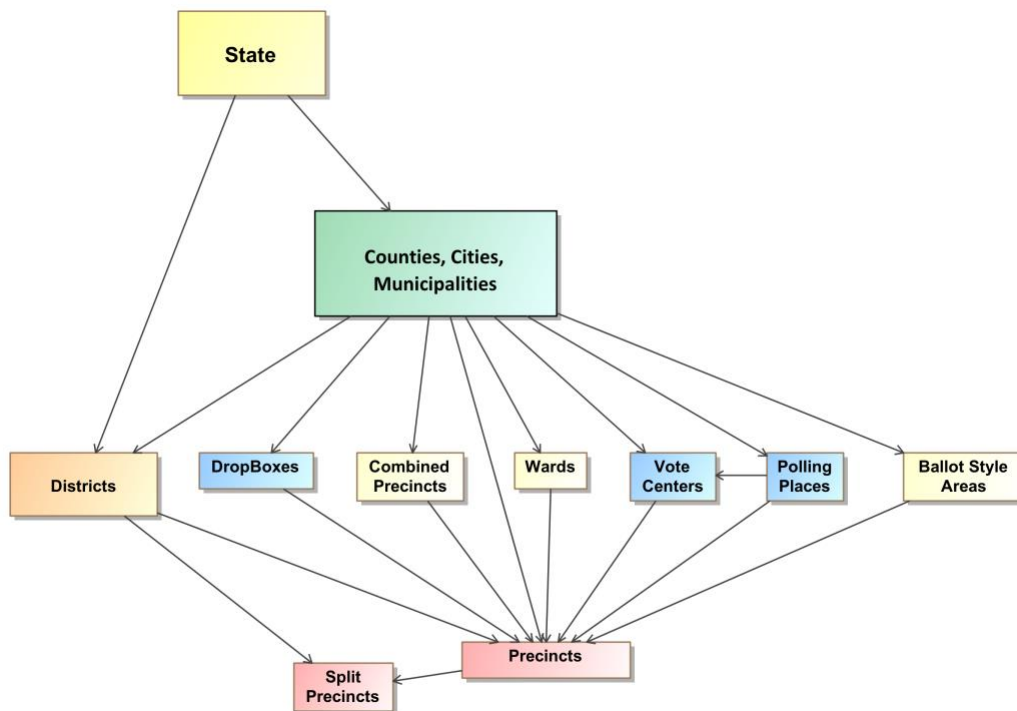 State
Counties, Cities,
Municipalities
Districts
DropBoxes
Combined
Precincts
Wards
Vote
Centers
Polling
Places
Ballot Style
Areas
Precincts
Split
Precincts